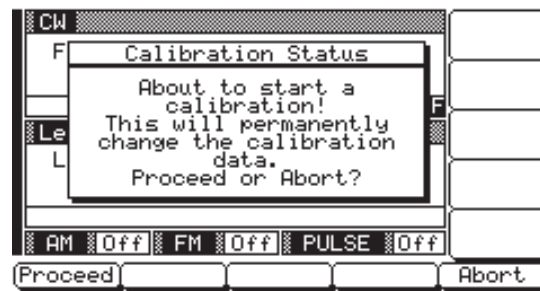 CW
F
Calibration Status
About to start a
calibration!
This will permanently
change the calibration
data.
Proceed or Abort?
F
Le
L
AM Off FM Off PULSE Off
Proceed Abort